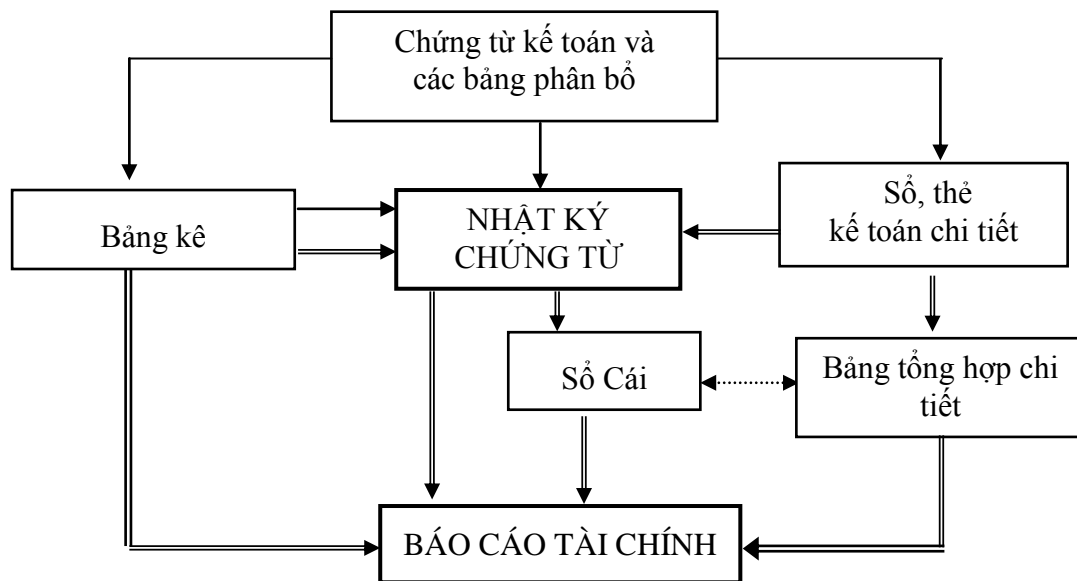 Chứng từ kế toán và
các bảng phân bổ
Bảng kê
NHẬT KÝ
CHỨNG TỪ
Sổ, thẻ
kế toán chi tiết
Sổ Cái
Bảng tổng hợp chi
tiết
BÁO CÁO TÀI CHÍNH